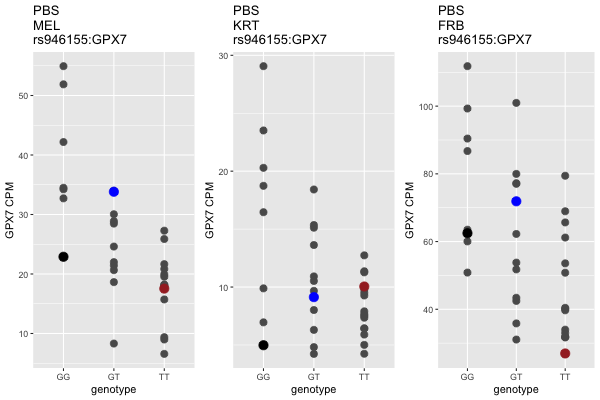 PBS
MEL
rs946155:GPX7
GPX7 CPM
50
40
30
20
10
GG
GT
TT
genotype
PBS
KRT
rs946155:GPX7
GPX7 CPM
30
20
10
GG
GT
TT
genotype
PBS
FRB
rs946155:GPX7
GPX7 CPM
100
80
60
40
GG
GT
TT
genotype